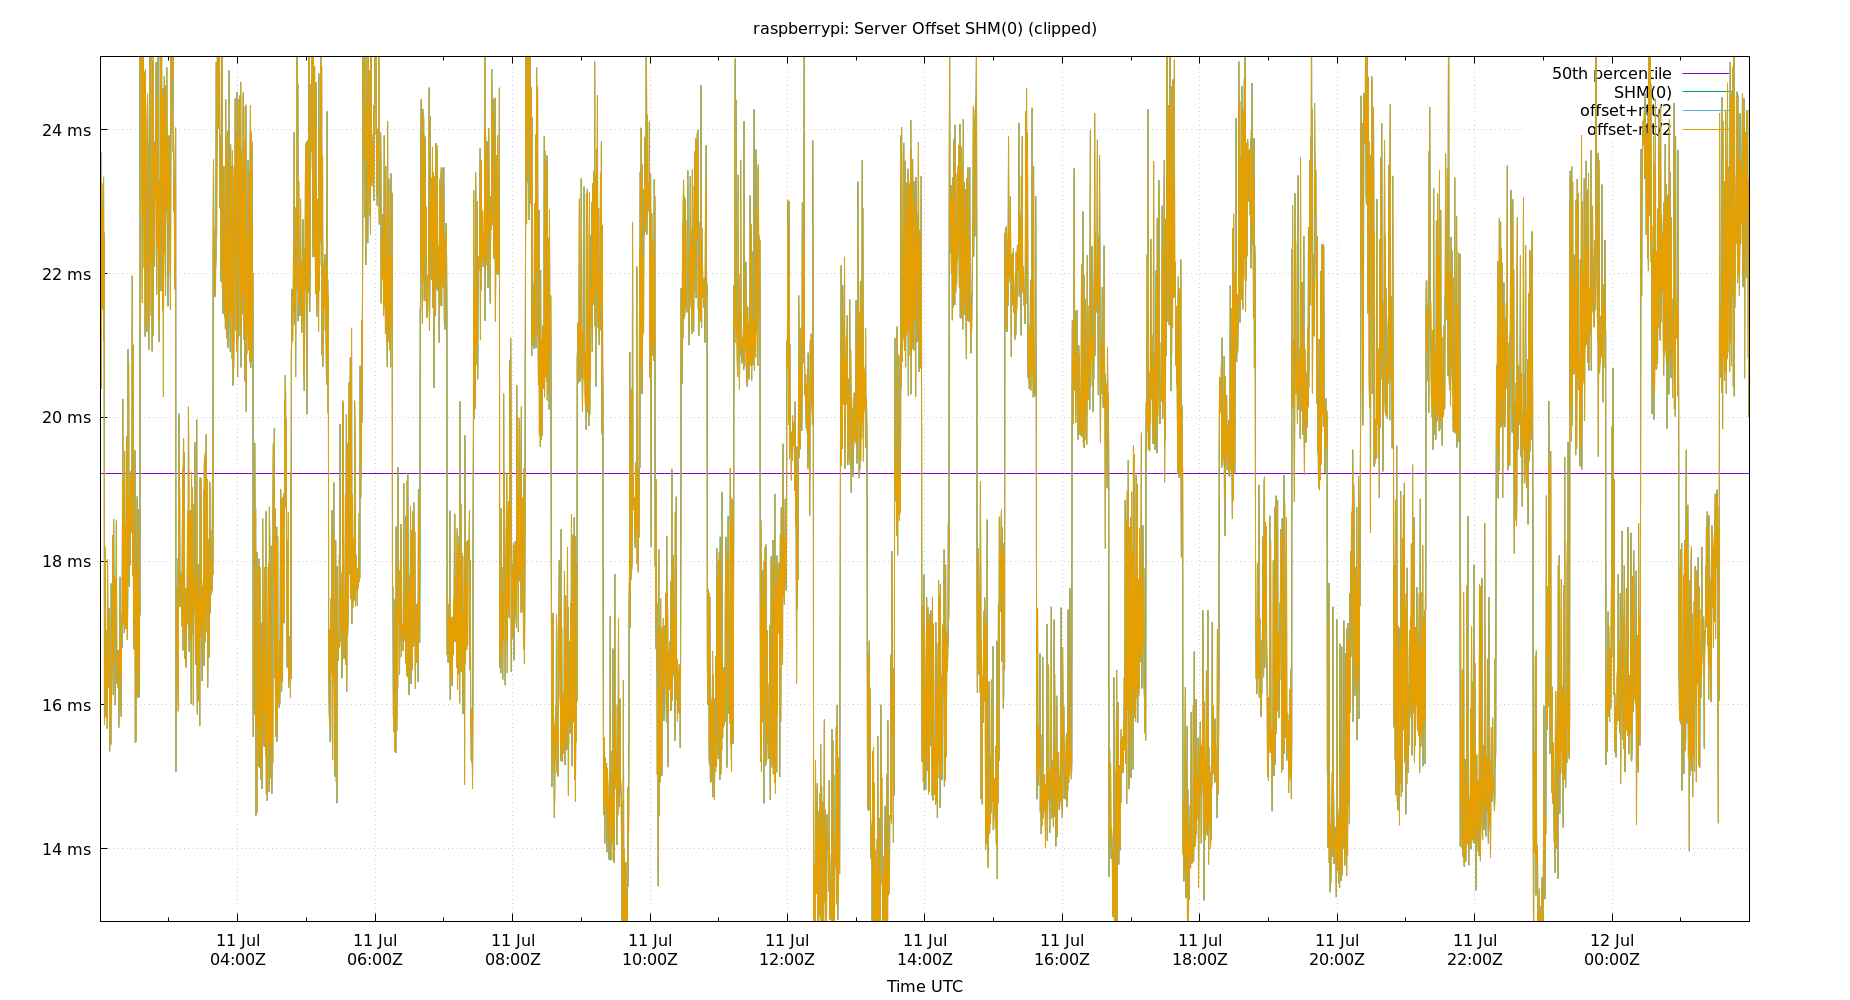 raspberrypi: Server Offset SHM(0) (clipped)
50th percentile
SHM(0)
offset+rtt/2
offset-rtt/2
24 ms
22 ms
20 ms
18 ms
16 ms
14 ms
11 Jul 11 Jul 11 Jul 11 Jul 11 Jul 11 Jul 11 Jul 11 Jul 11 Jul 11 Jul 12 Jul
04:00Z 06:00Z 08:00Z 10:00Z 12:00Z 14:00Z 16:00Z 18:00Z 20:00Z 22:00Z 00:00Z
Time UTC